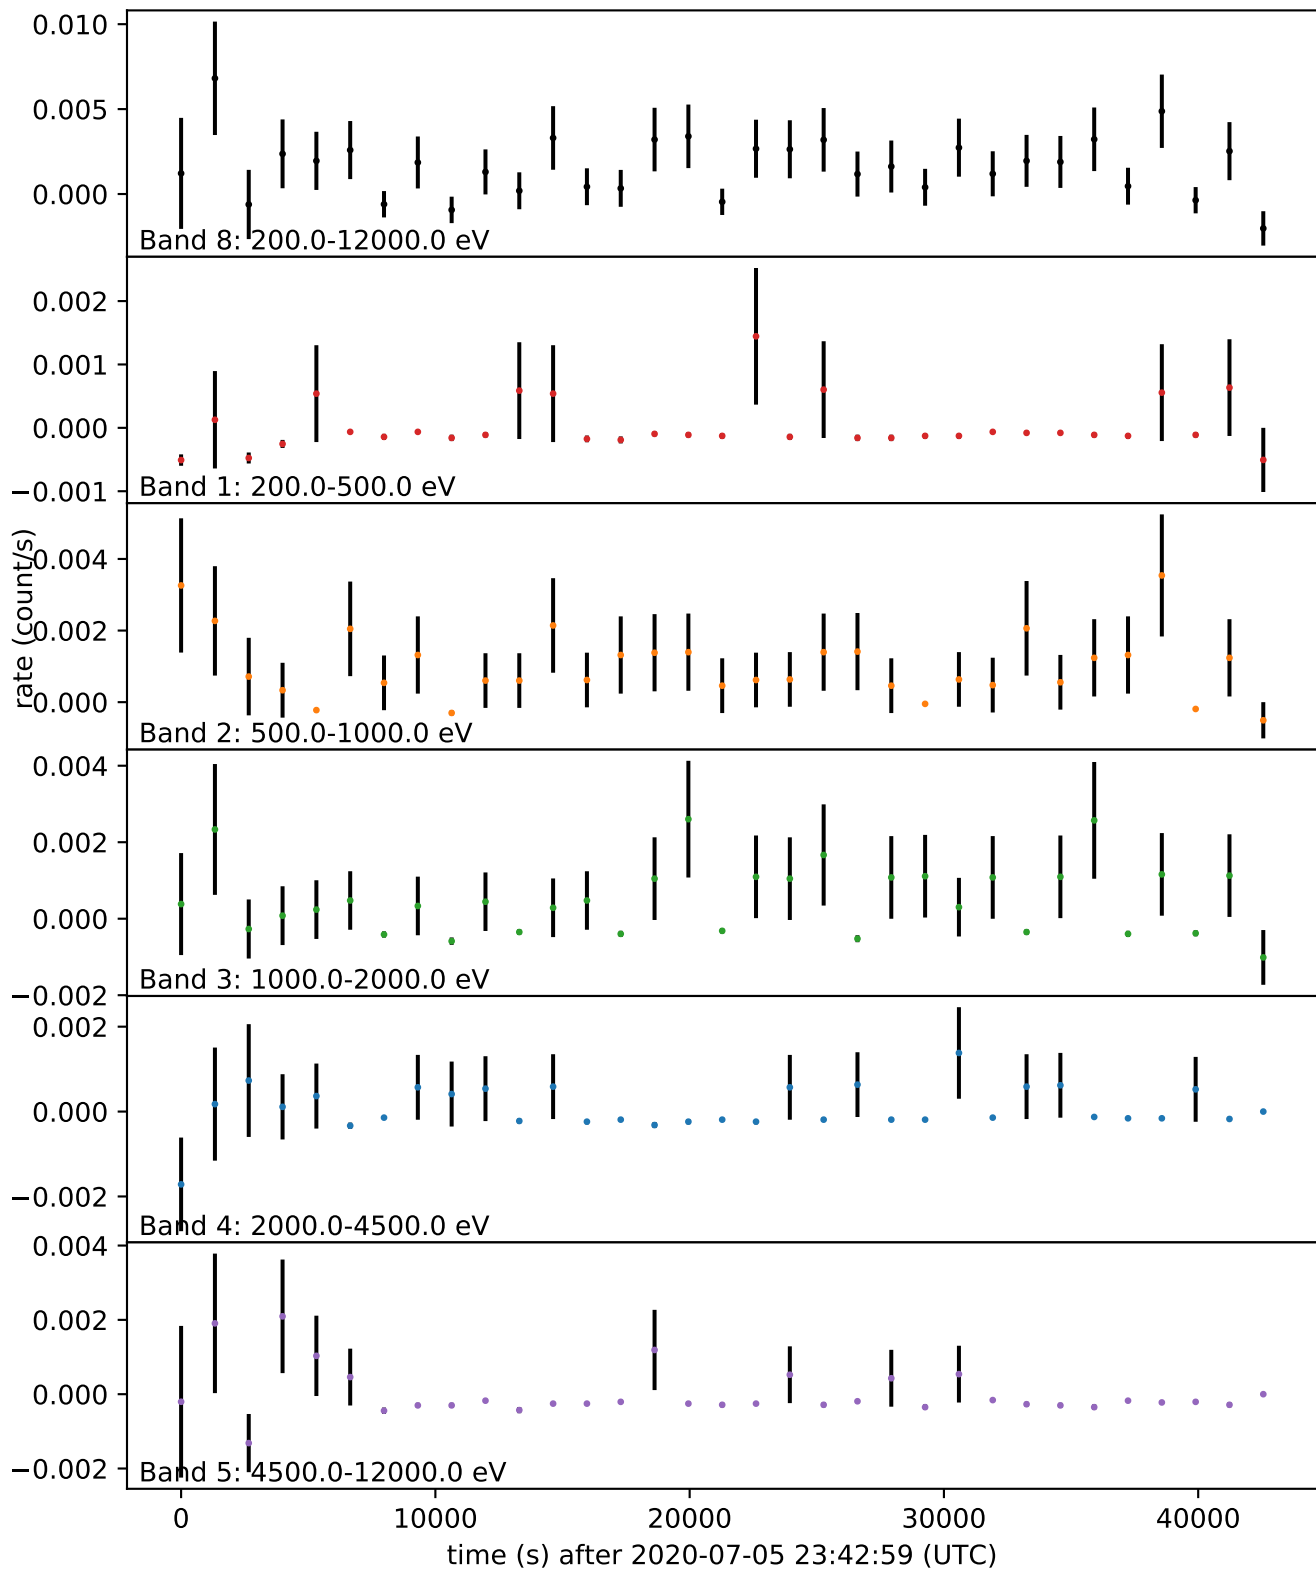 0.010
0.005
0.000
Band 8: 200.0-12000.0 eV
0.002
0.001
0.000
−0.001
Band 1: 200.0-500.0 eV
rate (count/s)
0.004
0.002
0.000
Band 2: 500.0-1000.0 eV
0.004
0.002
0.000
−0.002
Band 3: 1000.0-2000.0 eV
0.002
0.000
−0.002
Band 4: 2000.0-4500.0 eV
0.004
0.002
0.000
−0.002
Band 5: 4500.0-12000.0 eV
0 10000 20000 30000 40000
time (s) after 2020-07-05 23:42:59 (UTC)